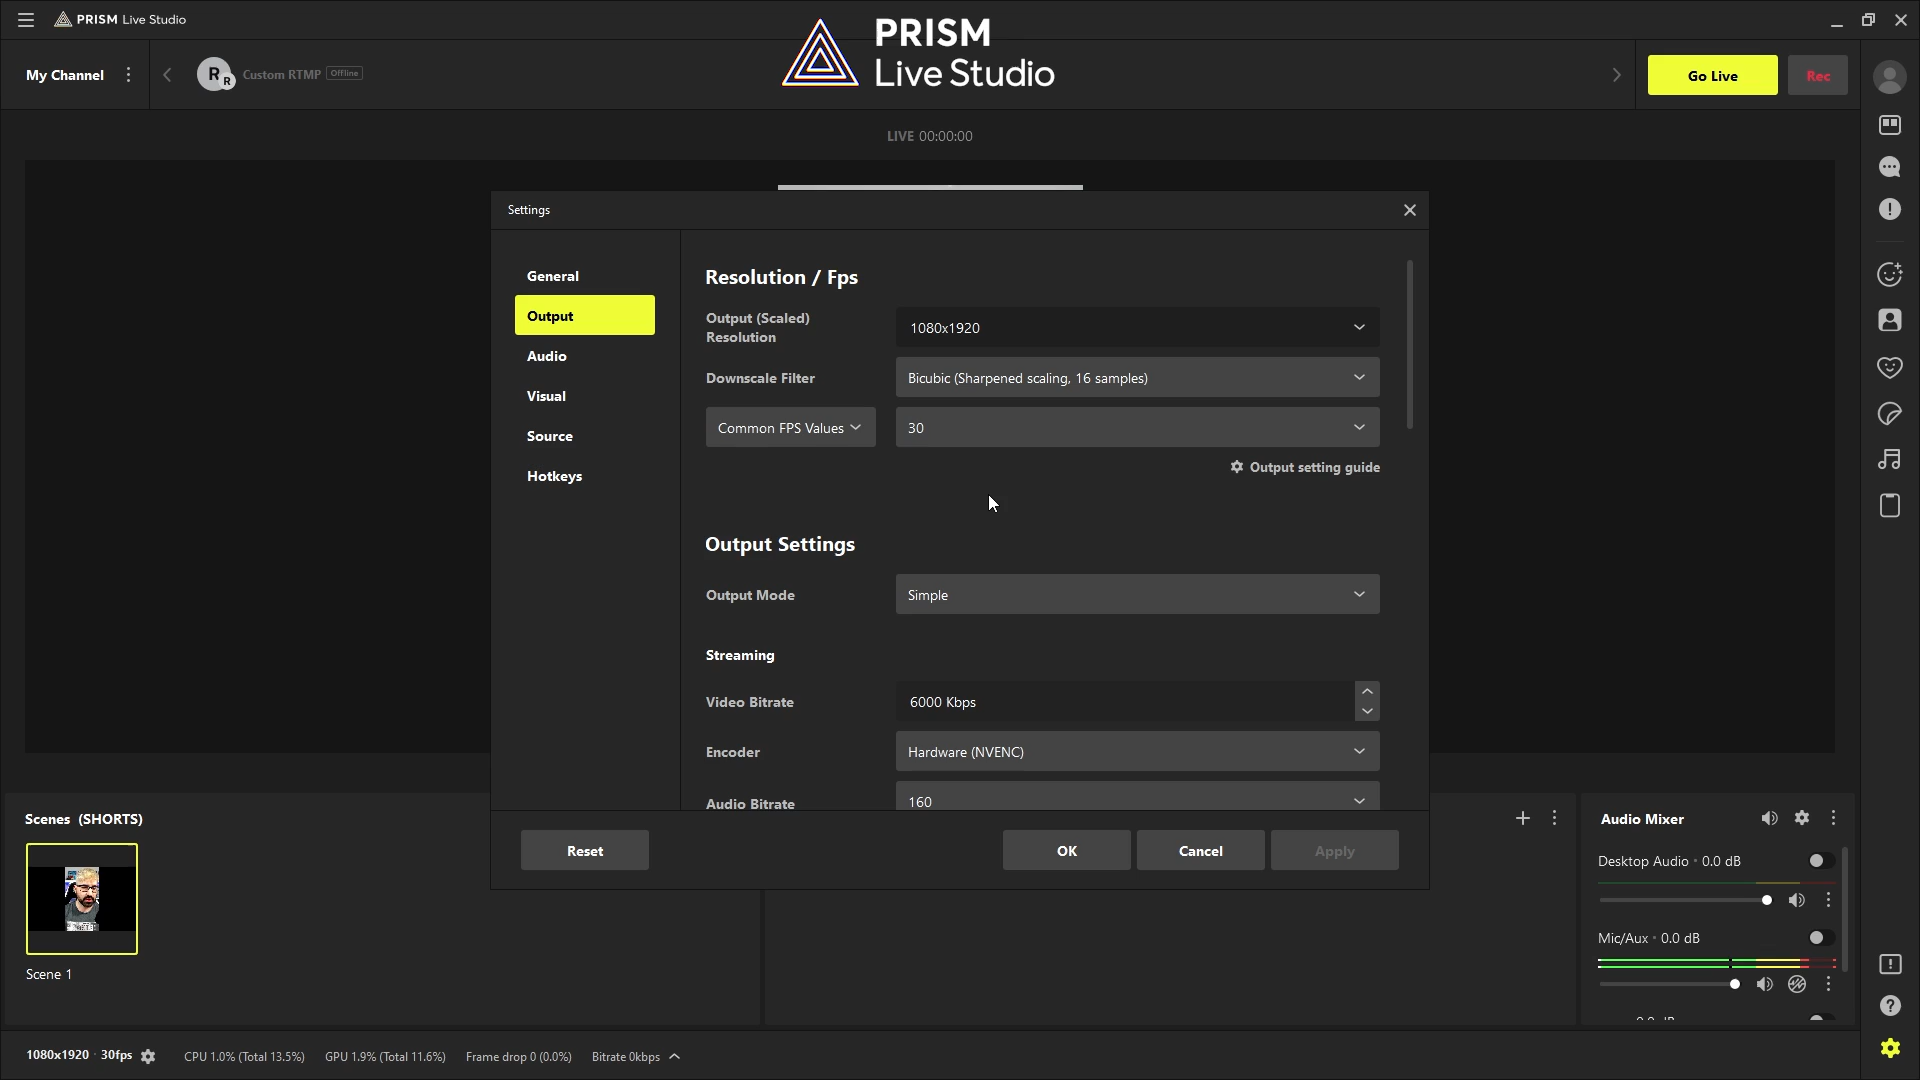 PRISM Live Studio
My Channel
R R Custom RTMP Offline
PRISM
Live Studio
Go Live
Rec
LIVE 00:00:00
Settings
General
Output
Audio
Visual
Source
Hotkeys
Resolution / Fps
Output (Scaled)
Resolution
1080x1920
Downscale Filter
Bicubic (Sharpened scaling, 16 samples)
Common FPS Values
30
Output setting guide
Output Settings
Output Mode
Simple
Streaming
Video Bitrate
6000 Kbps
Encoder
Hardware (NVENC)
Audio Bitrate
160
Reset
OK
Cancel
Apply
Scenes (SHORTS)
Scene 1
Audio Mixer
Desktop Audio · 0.0 dB
Mic/Aux · 0.0 dB
1080x1920 · 30fps
CPU 1.0% (Total 13.5%)
GPU 1.9% (Total 11.6%)
Frame drop 0 (0.0%)
Bitrate 0kbps